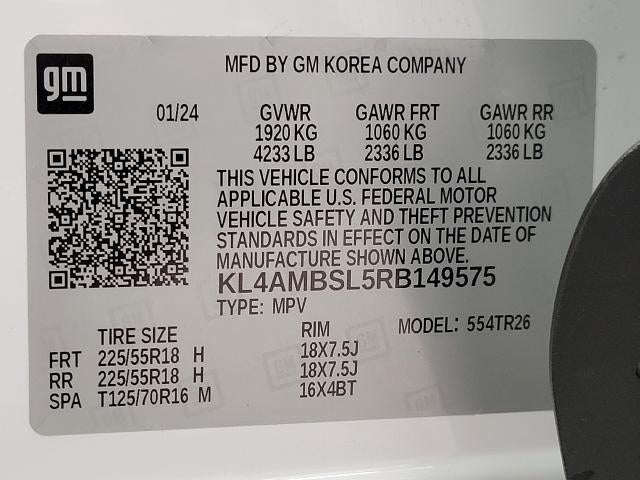 gm
MFD BY GM KOREA COMPANY
01/24 GVWR GAWR FRT GAWR RR
1920 KG 1060 KG 1060 KG
4233 LB 2336 LB 2336 LB
THIS VEHICLE CONFORMS TO ALL
APPLICABLE U.S. FEDERAL MOTOR
VEHICLE SAFETY AND THEFT PREVENTION
STANDARDS IN EFFECT ON THE DATE OF
MANUFACTURE SHOWN ABOVE.
KL4AMBSL5RB149575
TYPE: MPV
TIRE SIZE RIM MODEL: 554TR26
FRT 225/55R18 H 18X7.5J
RR 225/55R18 H 18X7.5J
SPA T125/70R16 M 16X4BT